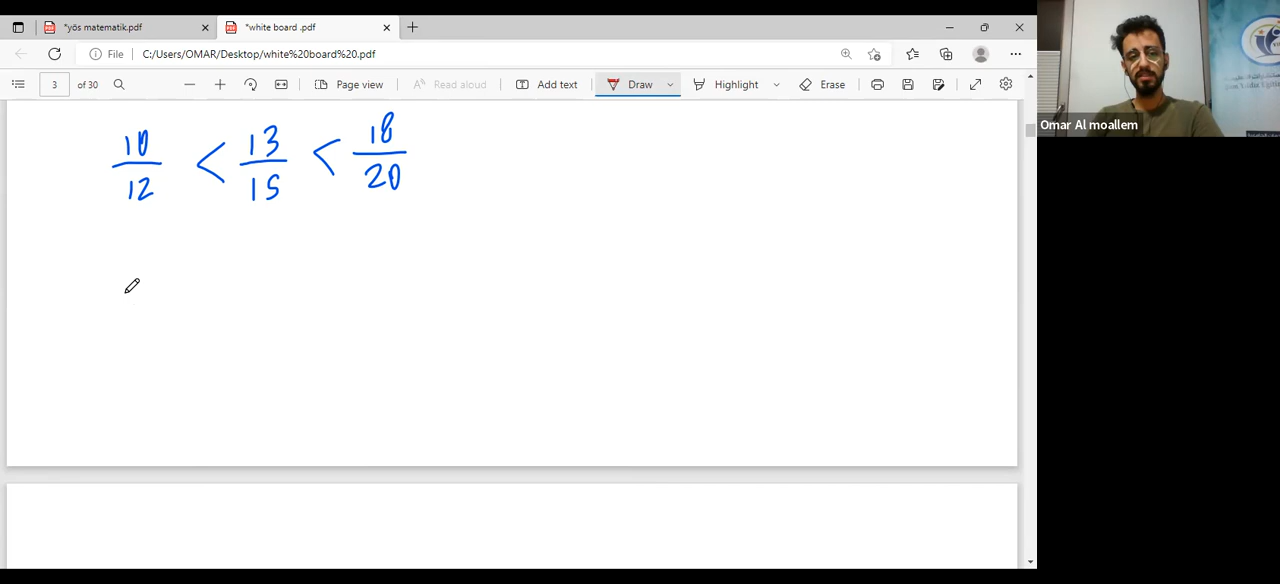 *yös matematik.pdf
*white board .pdf
File
C:/Users/OMAR/Desktop/white%20board%20.pdf
3 of 30
Page view
Read aloud
Add text
Draw
Highlight
Erase
10/12 < 13/15 < 18/20
Omar Al moallem